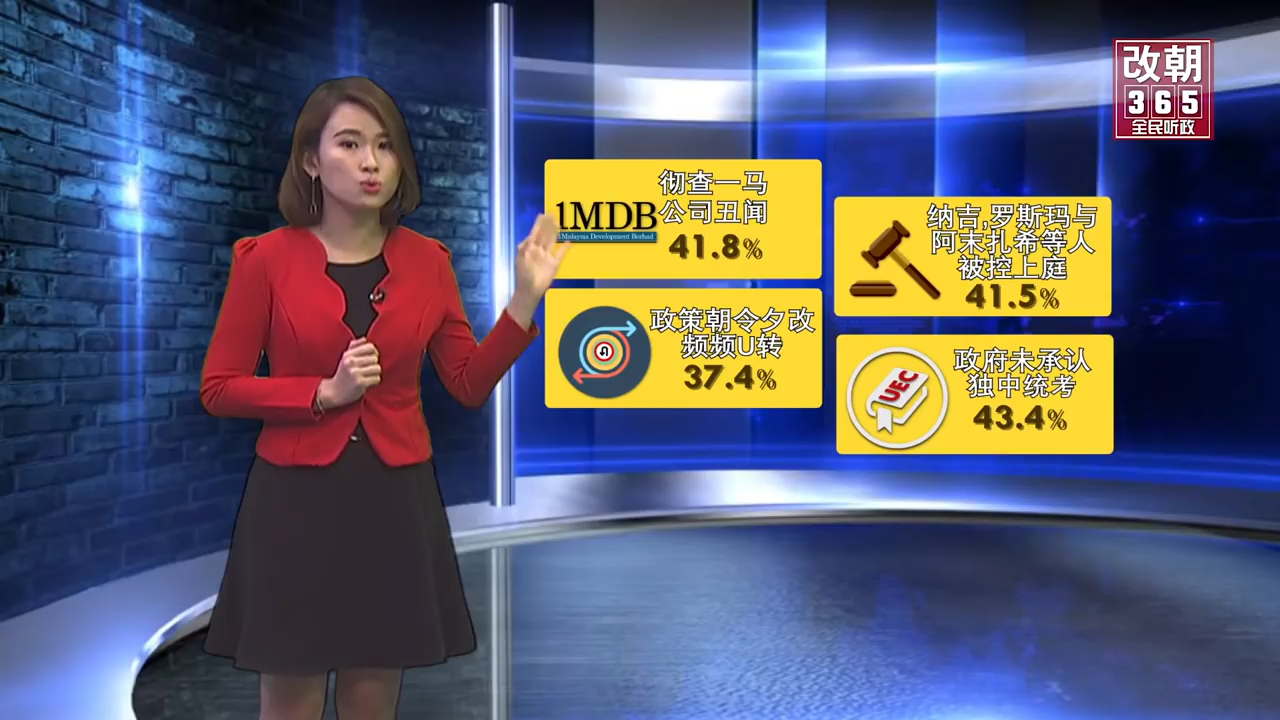 改朝
365
全民听政
1MDB
1Malaysia Development Berhad
彻查一马
公司丑闻
41.8%
纳吉,罗斯玛与
阿末扎希等人
被控上庭
41.5%
政策朝令夕改
频频U转
37.4%
UEC
政府未承认
独中统考
43.4%